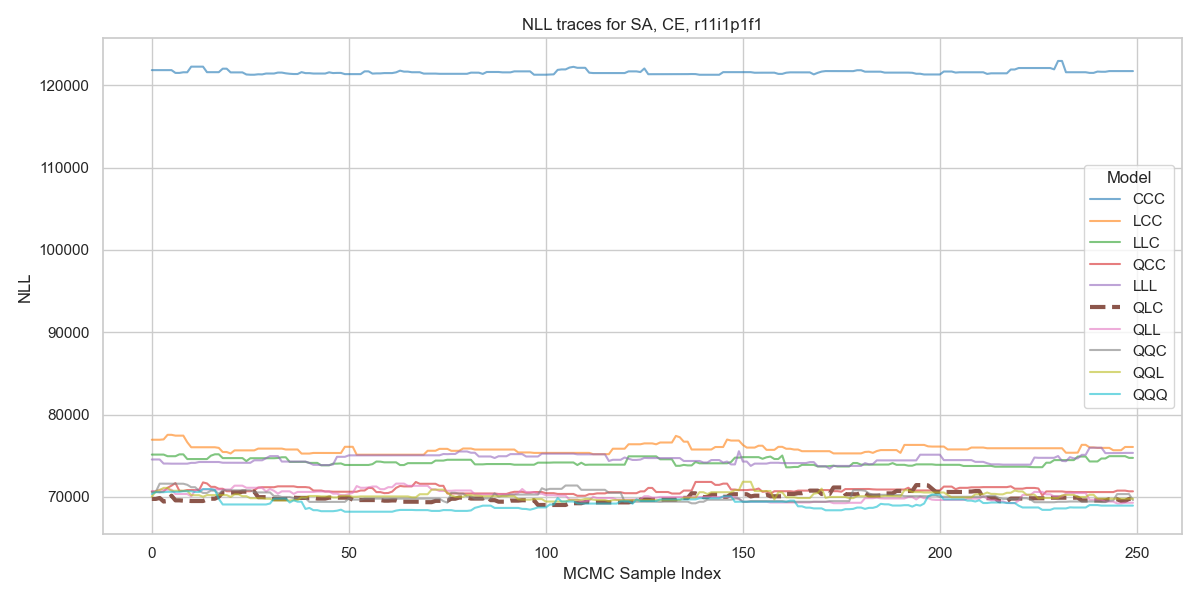 NLL traces for SA, CE, r11i1p1f1
120000
110000
100000
90000
80000
70000
NLL
0
50
100
150
200
250
MCMC Sample Index
Model
CCC
LCC
LLC
QCC
LLL
QLC
QLL
QQC
QQL
QQQ